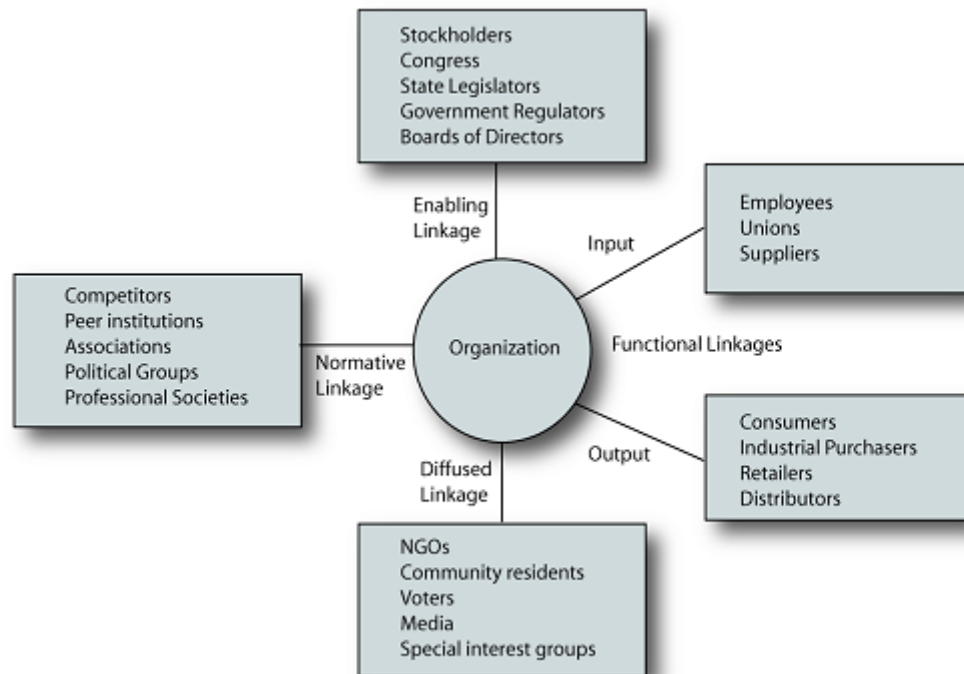 Stockholders
Congress
State Legislators
Government Regulators
Boards of Directors
Enabling
Linkage
Employees
Unions
Suppliers
Input
Competitors
Peer institutions
Associations
Political Groups
Professional Societies
Normative
Linkage
Organization
Functional Linkages
Output
Consumers
Industrial Purchasers
Retailers
Distributors
Diffused
Linkage
NGOs
Community residents
Voters
Media
Special interest groups